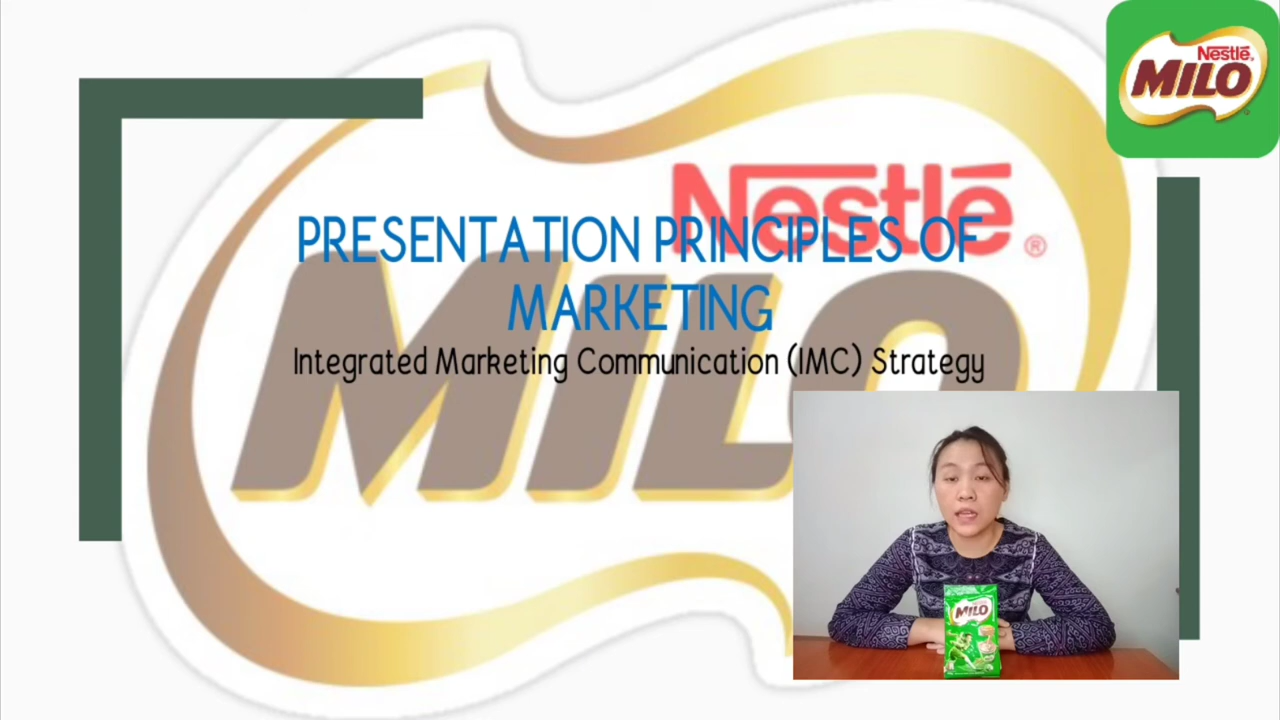 Nestlé®
MILO
Nestlé®
PRESENTATION PRINCIPLES OF
MARKETING
Integrated Marketing Communication (IMC) Strategy
MILO
MILO